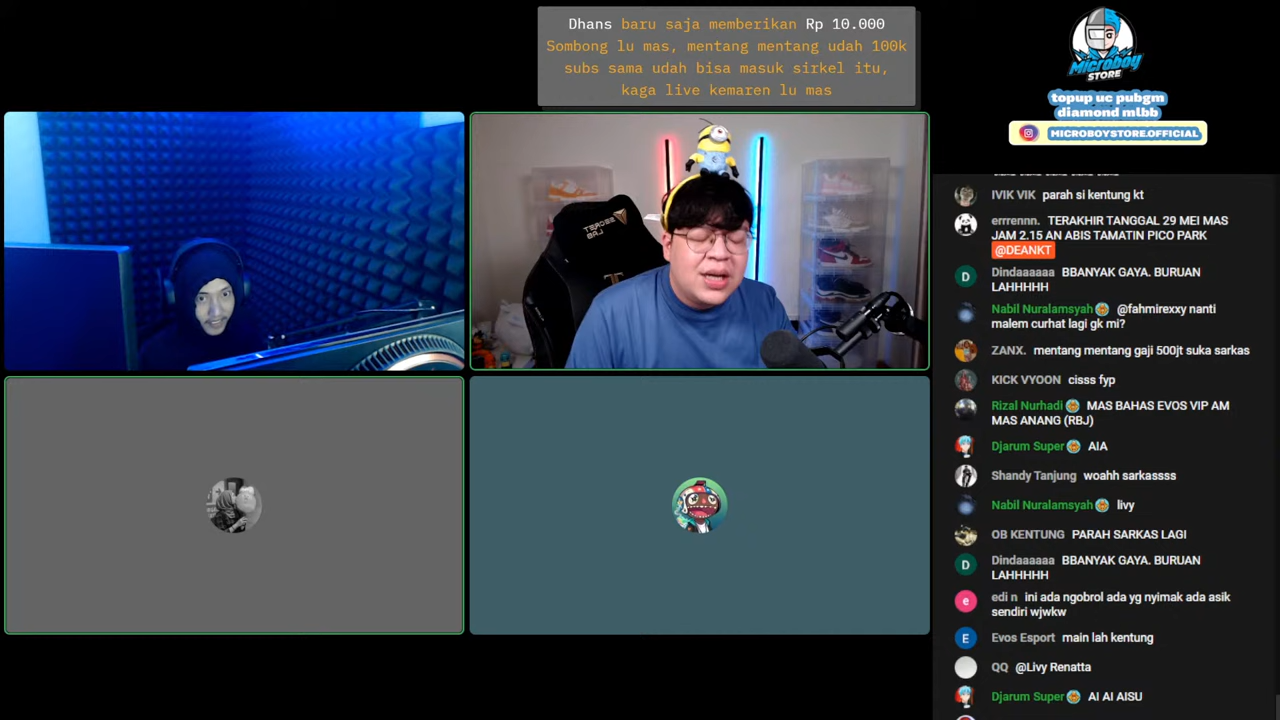 Dhans baru saja memberikan Rp 10.000
Sombong lu mas, mentang mentang udah 100k
subs sama udah bisa masuk sirkel itu,
kaga live kemaren lu mas
MICROBOY
STORE
topup uc pubgm
diamond mlbb
MICROBOYSTORE.OFFICIAL
SECRET
LAB
IVIK VIK parah si kentung kt
errrennn. TERAKHIR TANGGAL 29 MEI MAS
JAM 2.15 AN ABIS TAMATIN PICO PARK
@DEANKT
D Dindaaaaaa BBANYAK GAYA. BURUAN
LAHHHHH
Nabil Nuralamsyah @fahmirexxy nanti
malem curhat lagi gk mi?
ZANX. mentang mentang gaji 500jt suka sarkas
KICK VYOON cisss fyp
Rizal Nurhadi MAS BAHAS EVOS VIP AM
MAS ANANG (RBJ)
Djarum Super AIA
Shandy Tanjung woahh sarkassss
Nabil Nuralamsyah livy
OB KENTUNG PARAH SARKAS LAGI
D Dindaaaaaa BBANYAK GAYA. BURUAN
LAHHHHH
e edi n ini ada ngobrol ada yg nyimak ada asik
sendiri wjwkw
E Evos Esport main lah kentung
QQ @Livy Renatta
Djarum Super AI AI AISU